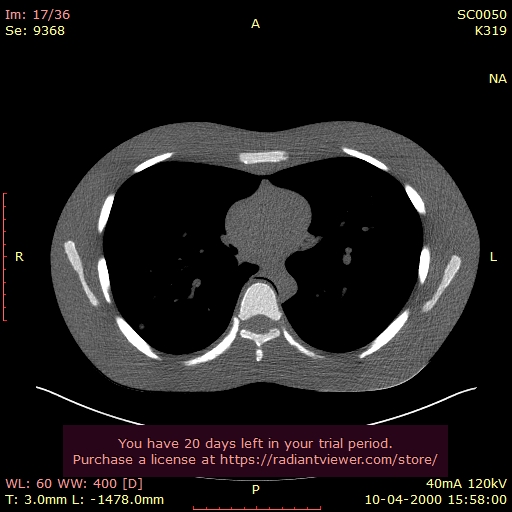 Im: 17/36
Se: 9368
A
SC0050
K319
NA
R
L
You have 20 days left in your trial period.
Purchase a license at https://radiantviewer.com/store/
WL: 60 WW: 400 [D]
T: 3.0mm L: -1478.0mm
P
40mA 120kV
10-04-2000 15:58:00